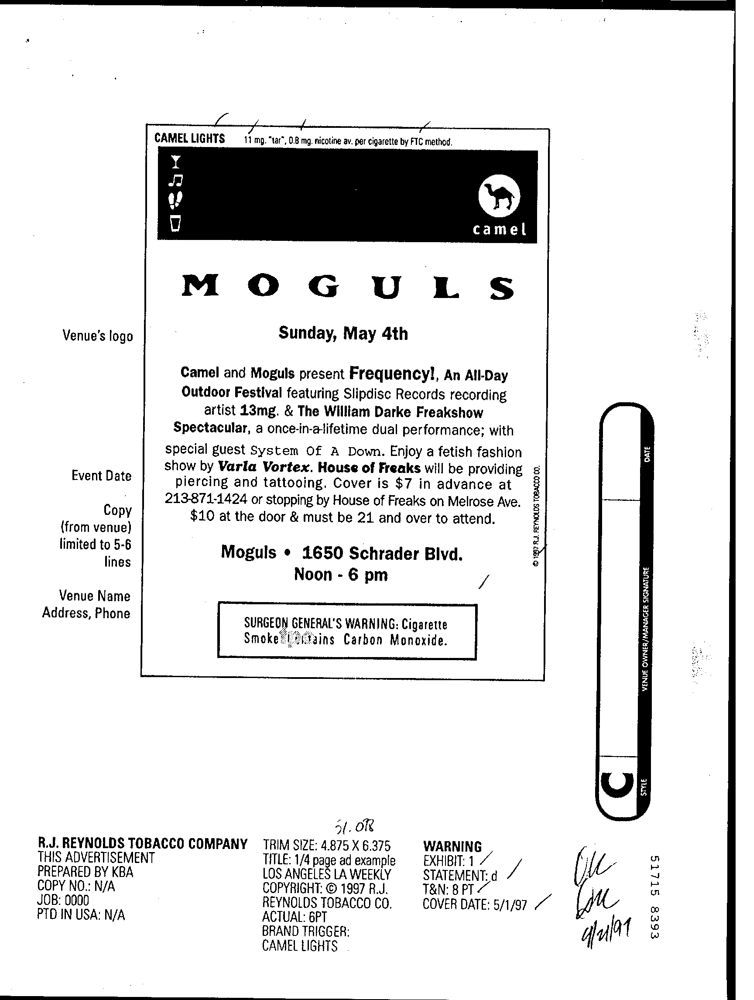 CAMEL LIGHTS 11 mg. "tar", 0.8 mg. nicotine av. per cigarette by FTC method.
camel
MOGULS
Venue's logo
Sunday, May 4th
Camel and Moguls present Frequency!, An All-Day
Outdoor Festival featuring Slipdisc Records recording
artist 13mg. & The William Darke Freakshow
Spectacular, a once-in-a-lifetime dual performance; with
special guest System Of A Down. Enjoy a fetish fashion
show by Varla Vortex. House of Freaks will be providing
piercing and tattooing. Cover is $7 in advance at
213-871-1424 or stopping by House of Freaks on Melrose Ave.
$10 at the door & must be 21 and over to attend.
Event Date
Copy
(from venue)
limited to 5-6
lines
Moguls • 1650 Schrader Blvd.
Noon - 6 pm
Venue Name
Address, Phone
SURGEON GENERAL'S WARNING: Cigarette
Smoke Contains Carbon Monoxide.
© 1997 R.J. REYNOLDS TOBACCO CO.
DATE
VENUE OWNER/MANAGER SIGNATURE
STYLE
C
R.J. REYNOLDS TOBACCO COMPANY
THIS ADVERTISEMENT
PREPARED BY KBA
COPY NO.: N/A
JOB: 0000
PTD IN USA: N/A
TRIM SIZE: 4.875 X 6.375
TITLE: 1/4 page ad example
LOS ANGELES LA WEEKLY
COPYRIGHT: © 1997 R.J.
REYNOLDS TOBACCO CO.
ACTUAL: 6PT
BRAND TRIGGER:
CAMEL LIGHTS
WARNING
EXHIBIT: 1
STATEMENT: d
T&N: 8 PT
COVER DATE: 5/1/97
51715 8393